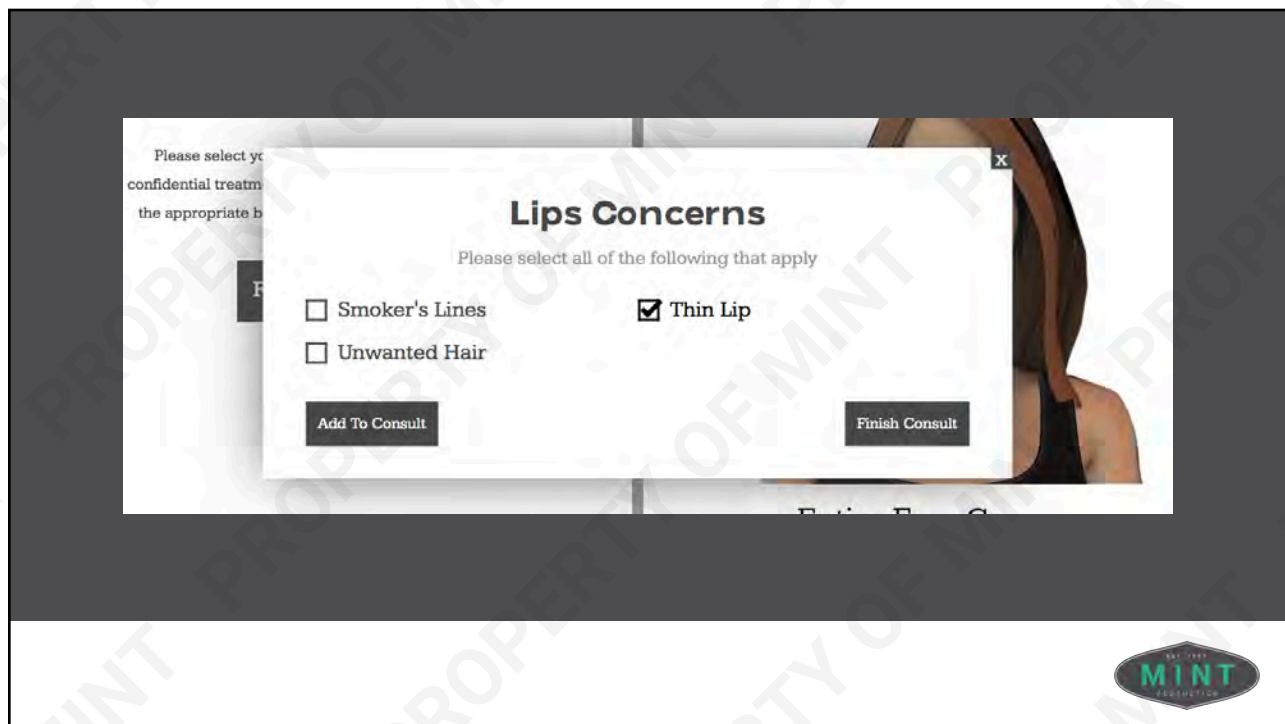 Please select yo
confidential treatm
the appropriate b
F
X
Lips Concerns
Please select all of the following that apply
Smoker's Lines
Thin Lip
Unwanted Hair
Add To Consult
Finish Consult
PROPERTY OF MINT
MINT